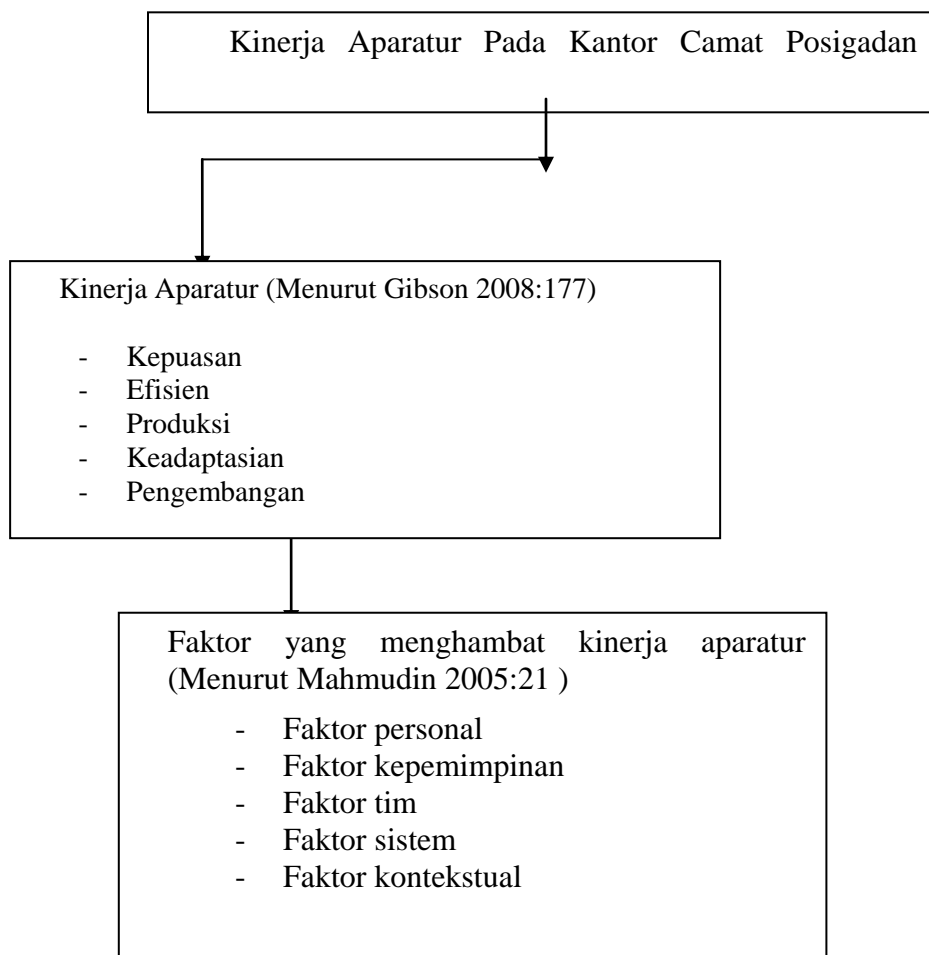 Kinerja Aparatur Pada Kantor Camat Posigadan
Kinerja Aparatur (Menurut Gibson 2008:177)
- Kepuasan
- Efisien
- Produksi
- Keadaptasian
- Pengembangan
Faktor yang menghambat kinerja aparatur
(Menurut Mahmudin 2005:21 )
- Faktor personal
- Faktor kepemimpinan
- Faktor tim
- Faktor sistem
- Faktor kontekstual